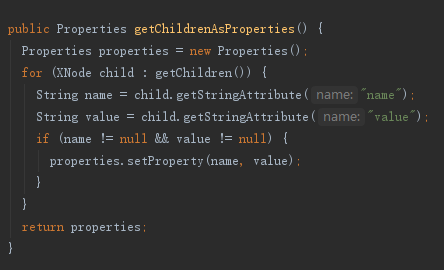 public Properties getChildrenAsProperties() {
  Properties properties = new Properties();
  for (XNode child : getChildren()) {
    String name = child.getStringAttribute( name: "name");
    String value = child.getStringAttribute( name: "value");
    if (name != null && value != null) {
      properties.setProperty(name, value);
    }
  }
  return properties;
}